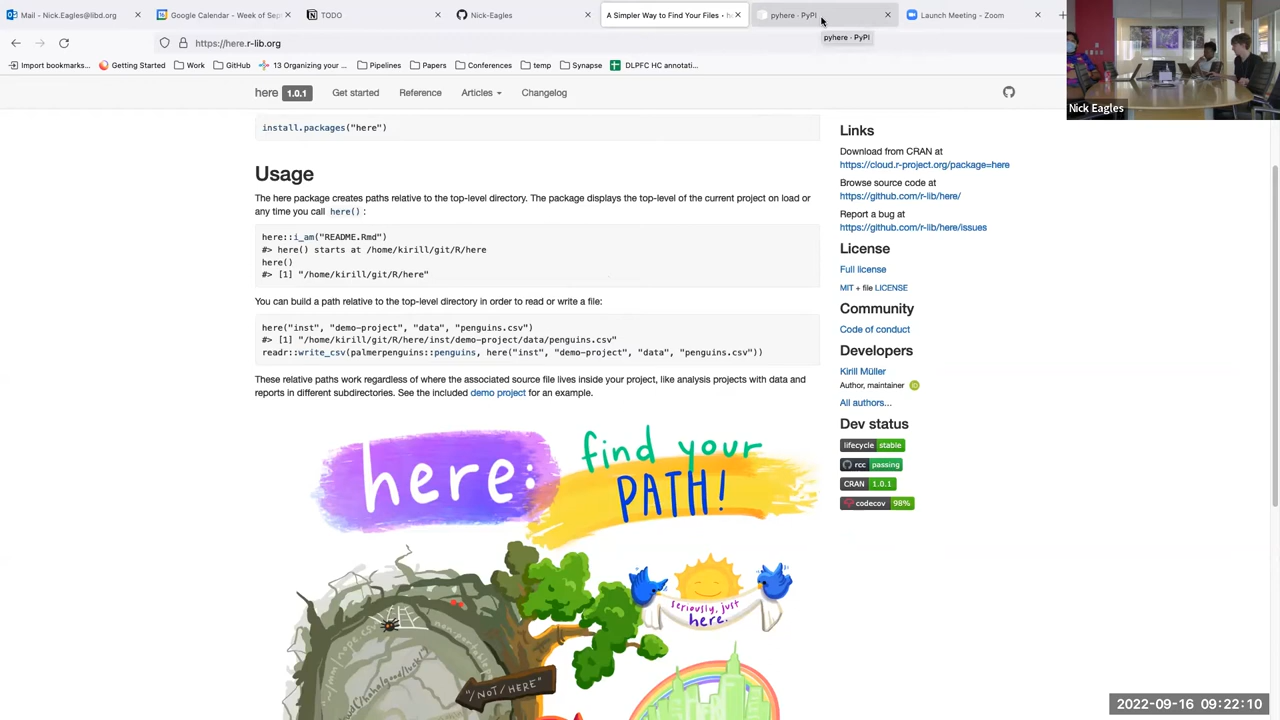 Mail - Nick.Eagles@libd.org
Google Calendar - Week of Sep
TODO
Nick-Eagles
A Simpler Way to Find Your Files • h
pyhere · PyPI
Launch Meeting - Zoom
https://here.r-lib.org
pyhere · PyPI
Import bookmarks...
Getting Started
Work
GitHub
13 Organizing your ...
Pipelines
Papers
Conferences
temp
Synapse
DLPFC HC annotati...
Nick Eagles
here 1.0.1 Get started Reference Articles Changelog
install.packages("here")
Usage
The here package creates paths relative to the top-level directory. The package displays the top-level of the current project on load or
any time you call here() :
here::i_am("README.Rmd")
#> here() starts at /home/kirill/git/R/here
here()
#> [1] "/home/kirill/git/R/here"
You can build a path relative to the top-level directory in order to read or write a file:
here("inst", "demo-project", "data", "penguins.csv")
#> [1] "/home/kirill/git/R/here/inst/demo-project/data/penguins.csv"
readr::write_csv(palmerpenguins::penguins, here("inst", "demo-project", "data", "penguins.csv"))
These relative paths work regardless of where the associated source file lives inside your project, like analysis projects with data and
reports in different subdirectories. See the included demo project for an example.
here:
find your
PATH!
seriously, just
here.
"/NOT/HERE"
Links
Download from CRAN at
https://cloud.r-project.org/package=here
Browse source code at
https://github.com/r-lib/here/
Report a bug at
https://github.com/r-lib/here/issues
License
Full license
MIT + file LICENSE
Community
Code of conduct
Developers
Kirill Müller
Author, maintainer
All authors...
Dev status
lifecycle stable
rcc passing
CRAN 1.0.1
codecov 98%
2022-09-16 09:22:10